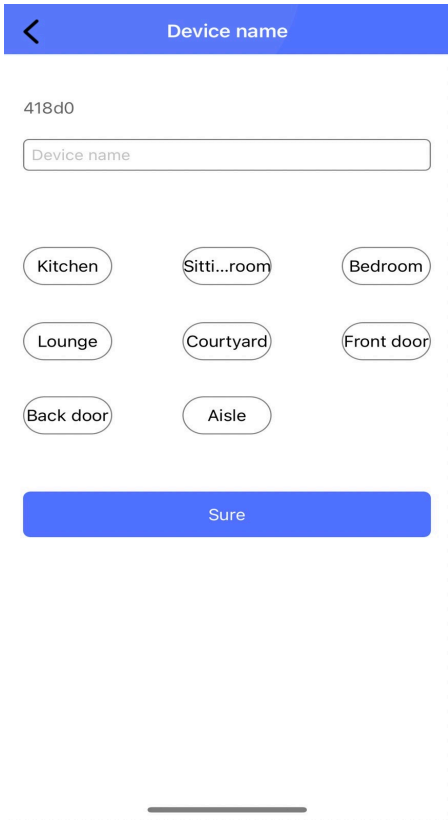 Device name
418d0
Device name
Kitchen
Sitti...room
Bedroom
Lounge
Courtyard
Front door
Back door
Aisle
Sure